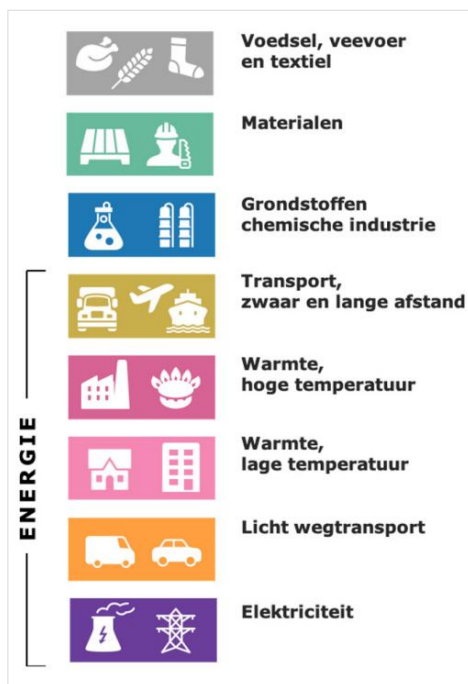 Voedsel, veevoer
en textiel
Materialen
Grondstoffen
chemische industrie
Transport,
zwaar en lange afstand
Warmte,
hoge temperatuur
Warmte,
lage temperatuur
Licht wegtransport
Elektriciteit
ENERGIE